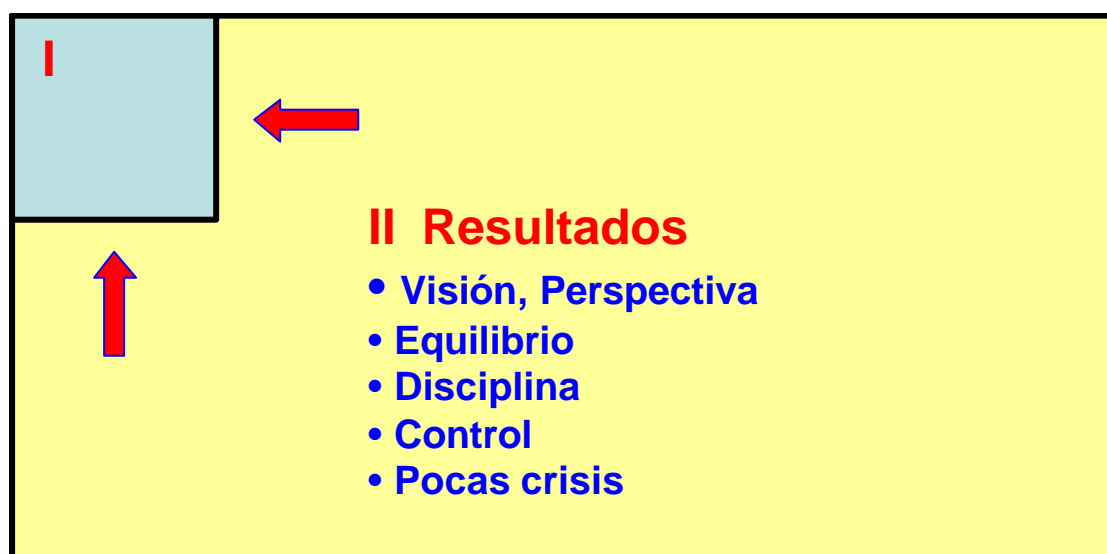 I
II Resultados
• Visión, Perspectiva
• Equilibrio
• Disciplina
• Control
• Pocas crisis